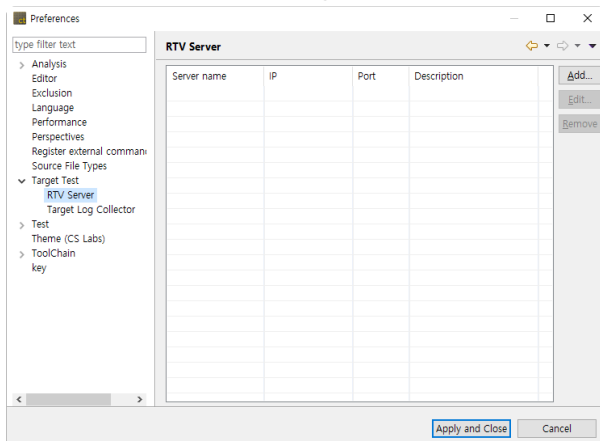 ct Preferences
type filter text
Analysis
Editor
Exclusion
Language
Performance
Perspectives
Register external comman
Source File Types
Target Test
RTV Server
Target Log Collector
Test
Theme (CS Labs)
ToolChain
key
RTV Server
Server name IP Port Description
Add...
Edit...
Remove
Apply and Close Cancel